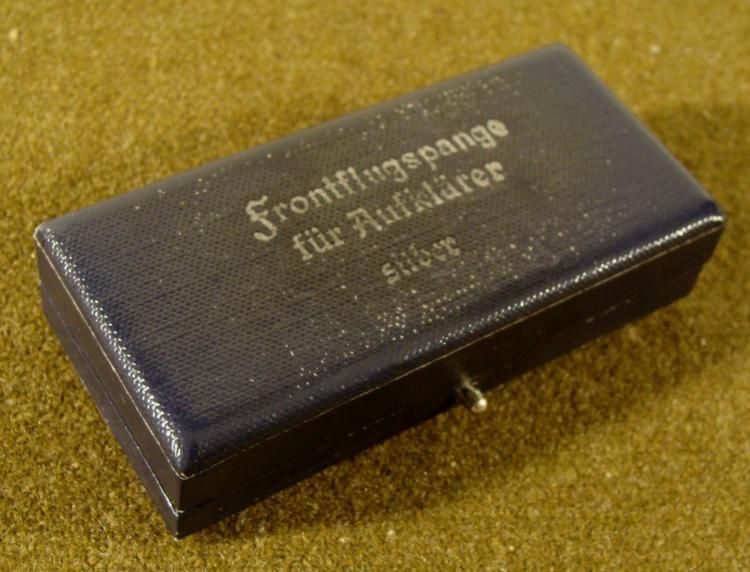 Frontflugspange
für Aufklärer
silber